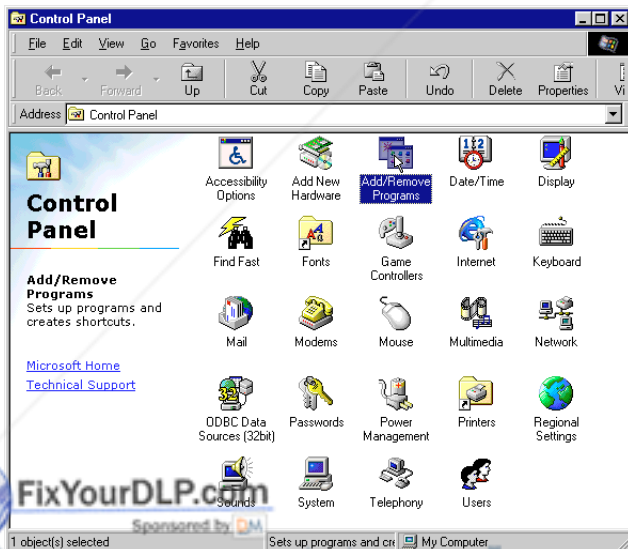 Control Panel
File Edit View Go Favorites Help
Back Forward Up Cut Copy Paste Undo Delete Properties Vi
Address Control Panel
Control
Panel
Add/Remove
Programs
Sets up programs and
creates shortcuts.
Microsoft Home
Technical Support
Accessibility
Options
Add New
Hardware
Add/Remove
Programs
Date/Time
Display
Find Fast
Fonts
Game
Controllers
Internet
Keyboard
Mail
Modems
Mouse
Multimedia
Network
ODBC Data
Sources (32bit)
Passwords
Power
Management
Printers
Regional
Settings
Sounds
System
Telephony
Users
FixYourDLP.com
Sponsored by DM
1 object(s) selected
Sets up programs and cre
My Computer